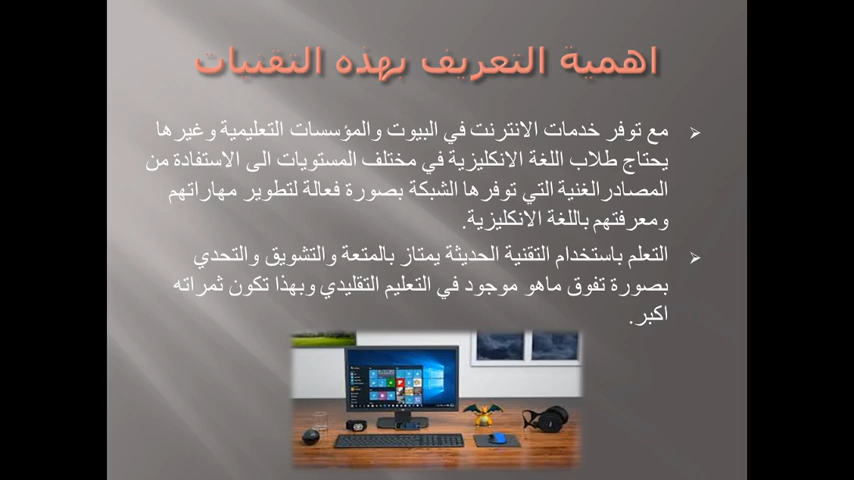 اهمية التعريف بهذه التقنيات
مع توفر خدمات الانترنت في البيوت والمؤسسات التعليمية وغيرها
يحتاج طلاب اللغة الانكليزية في مختلف المستويات الى الاستفادة من
المصادر الغنية التي توفرها الشبكة بصورة فعالة لتطوير مهاراتهم
ومعرفتهم باللغة الانكليزية.
التعلم باستخدام التقنية الحديثة يمتاز بالمتعة والتشويق والتحدي
بصورة تفوق ماهو موجود في التعليم التقليدي وبهذا تكون ثمراته
اكبر.